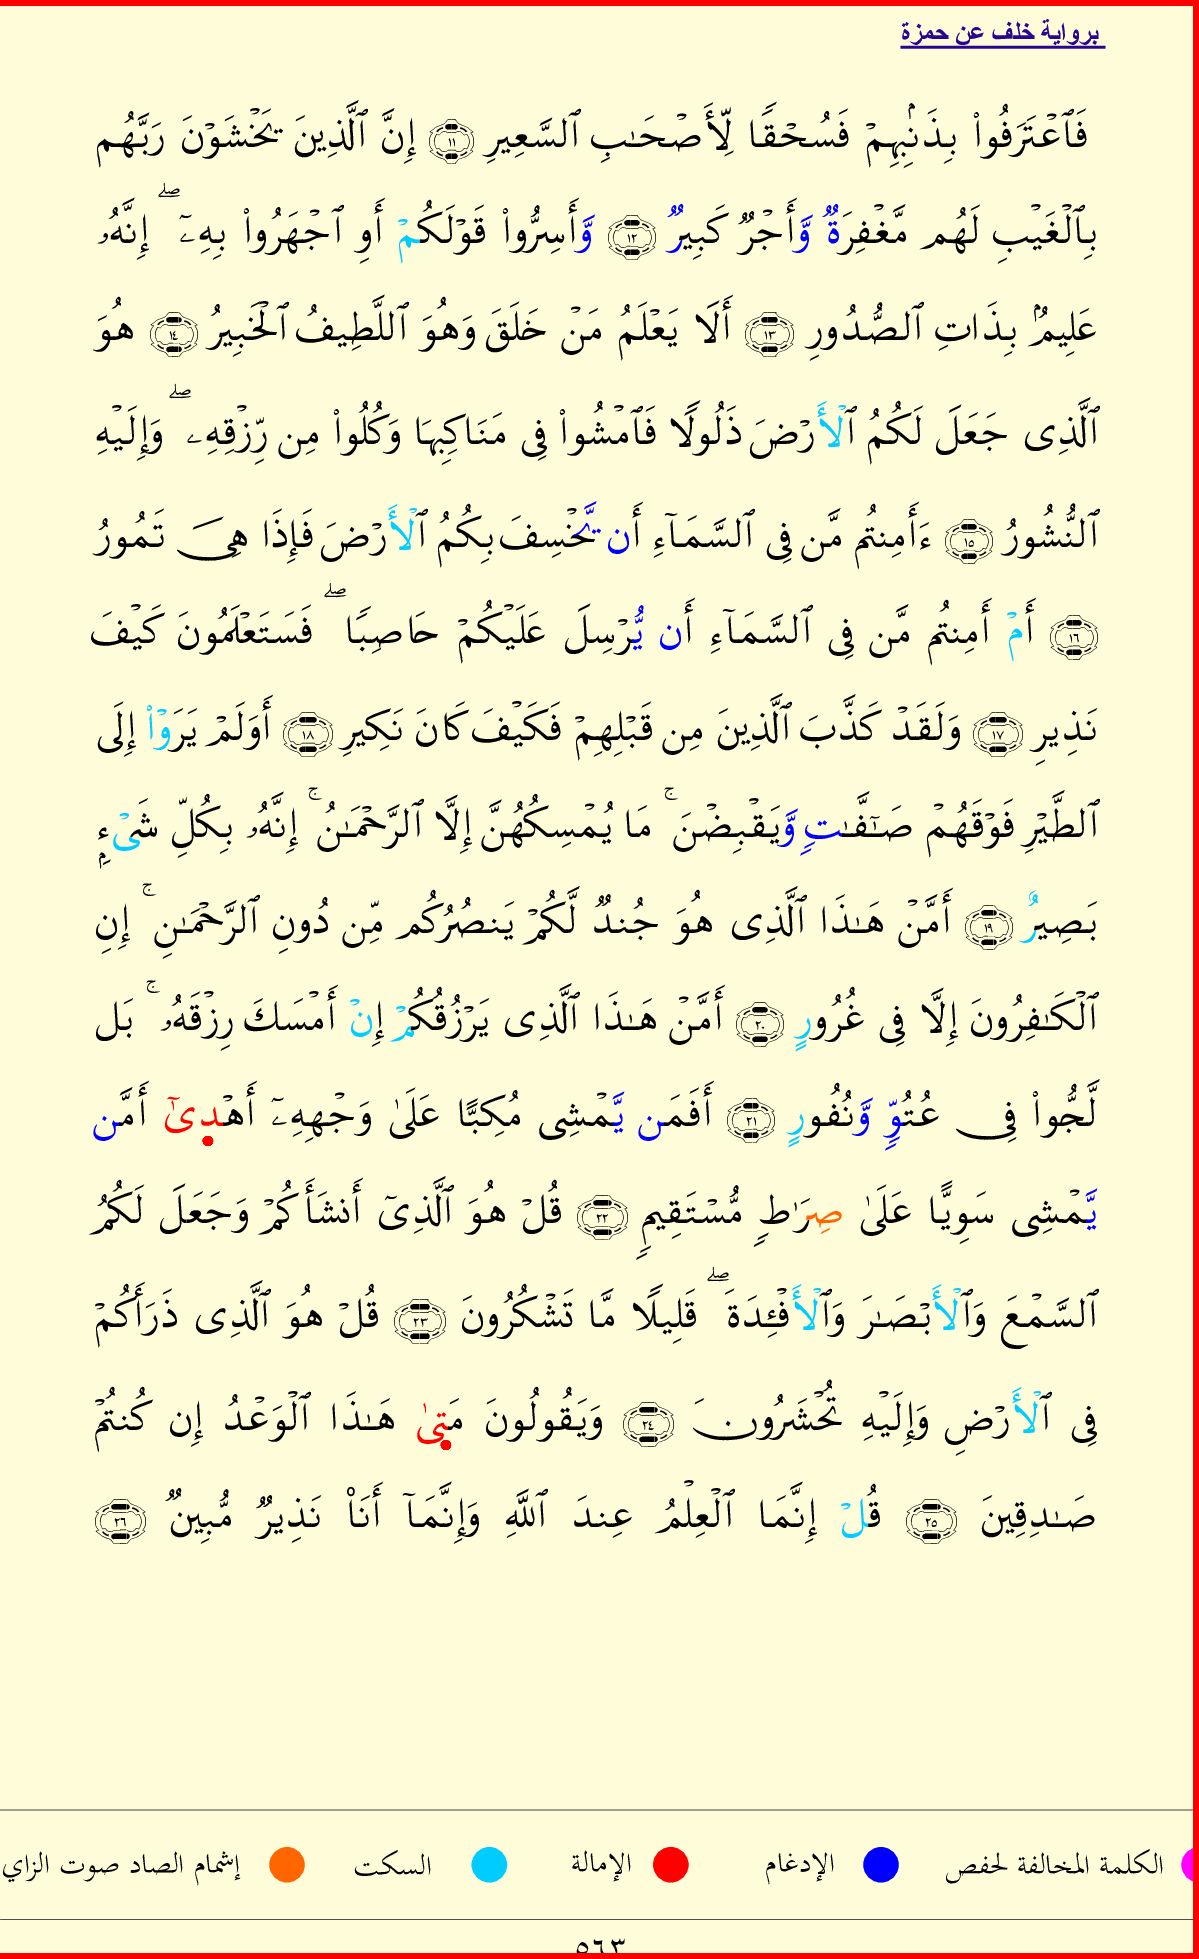 برواية خلف عن حمزة
فَٱعْتَرَفُوا۟ بِذَنۢبِهِمْ فَسُحْقًا لِّأَصْحَـٰبِ ٱلسَّعِيرِ ١١ إِنَّ ٱلَّذِينَ يَخْشَوْنَ رَبَّهُم
بِٱلْغَيْبِ لَهُم مَّغْفِرَةٌ وَّأَجْرٌ كَبِيرٌ ١٢ وَّأَسِرُّوا۟ قَوْلَكُمْ أَوِ ٱجْهَرُوا۟ بِهِۦٓ ۖ إِنَّهُۥ
عَلِيمٌۢ بِذَاتِ ٱلصُّدُورِ ١٣ أَلَا يَعْلَمُ مَنْ خَلَقَ وَهُوَ ٱللَّطِيفُ ٱلْخَبِيرُ ١٤ هُوَ
ٱلَّذِى جَعَلَ لَكُمُ ٱلْأَرْضَ ذَلُولًا فَٱمْشُوا۟ فِى مَنَاكِبِهَا وَكُلُوا۟ مِن رِّزْقِهِۦ ۖ وَإِلَيْهِ
ٱلنُّشُورُ ١٥ ءَأَمِنتُم مَّن فِى ٱلسَّمَآءِ أَن يَّخْسِفَ بِكُمُ ٱلْأَرْضَ فَإِذَا هِىَ تَمُورُ
١٦ أَمْ أَمِنتُم مَّن فِى ٱلسَّمَآءِ أَن يُّرْسِلَ عَلَيْكُمْ حَاصِبًا ۖ فَسَتَعْلَمُونَ كَيْفَ
نَذِيرِ ١٧ وَلَقَدْ كَذَّبَ ٱلَّذِينَ مِن قَبْلِهِمْ فَكَيْفَ كَانَ نَكِيرِ ١٨ أَوَلَمْ يَرَوْا۟ إِلَى
ٱلطَّيْرِ فَوْقَهُمْ صَـٰٓفَّـٰتٍ وَّيَقْبِضْنَ ۚ مَا يُمْسِكُهُنَّ إِلَّا ٱلرَّحْمَـٰنُ ۚ إِنَّهُۥ بِكُلِّ شَىْءٍۭ
بَصِيرٌ ١٩ أَمَّنْ هَـٰذَا ٱلَّذِى هُوَ جُندٌ لَّكُمْ يَنصُرُكُم مِّن دُونِ ٱلرَّحْمَـٰنِ ۚ إِنِ
ٱلْكَـٰفِرُونَ إِلَّا فِى غُرُورٍ ٢٠ أَمَّنْ هَـٰذَا ٱلَّذِى يَرْزُقُكُمْ إِنْ أَمْسَكَ رِزْقَهُۥ ۚ بَل
لَّجُّوا۟ فِى عُتُوٍّ وَّنُفُورٍ ٢١ أَفَمَن يَّمْشِى مُكِبًّا عَلَىٰ وَجْهِهِۦٓ أَهْدِىٓ أَمَّن
يَّمْشِى سَوِيًّا عَلَىٰ صِرَٰطٍ مُّسْتَقِيمٍ ٢٢ قُلْ هُوَ ٱلَّذِىٓ أَنشَأَكُمْ وَجَعَلَ لَكُمُ
ٱلسَّمْعَ وَٱلْأَبْصَـٰرَ وَٱلْأَفْـِٔدَةَ ۖ قَلِيلًا مَّا تَشْكُرُونَ ٢٣ قُلْ هُوَ ٱلَّذِى ذَرَأَكُمْ
فِى ٱلْأَرْضِ وَإِلَيْهِ تُحْشَرُونَ ٢٤ وَيَقُولُونَ مَتِىٰ هَـٰذَا ٱلْوَعْدُ إِن كُنتُمْ
صَـٰدِقِينَ ٢٥ قُلْ إِنَّمَا ٱلْعِلْمُ عِندَ ٱللَّهِ وَإِنَّمَآ أَنَا۠ نَذِيرٌ مُّبِينٌ ٢٦
الكلمة المخالفة لحفص الإدغام الإمالة السكت إشمام الصاد صوت الزاي
٥٦٣